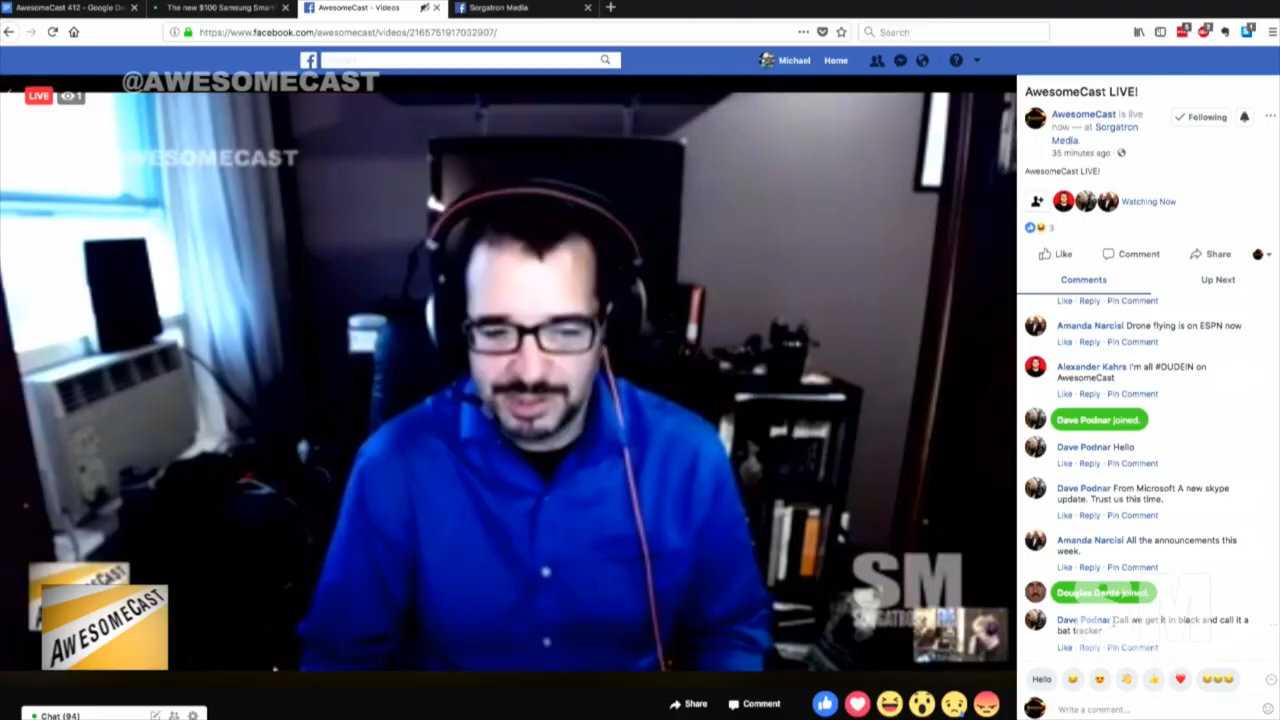 AwesomeCast 412 - Google Do
The new $100 Samsung Smar
AwesomeCast - Videos
Sorgatron Media
https://www.facebook.com/awesomecast/videos/2165751917032907/
Search
Michael
Home
@AWESOMECAST
LIVE
1
AWESOMECAST
AwesomeCast LIVE!
AwesomeCast is live
now — at Sorgatron
Media.
35 minutes ago
Following
AwesomeCast LIVE!
Watching Now
3
Like
Comment
Share
Comments
Up Next
Like · Reply · Pin Comment
Amanda Narcisi Drone flying is on ESPN now
Like · Reply · Pin Comment
Alexander Kahrs I'm all #DUDEIN on
AwesomeCast
Like · Reply · Pin Comment
Dave Podnar joined.
Dave Podnar Hello
Like · Reply · Pin Comment
Dave Podnar From Microsoft A new skype
update. Trust us this time.
Like · Reply · Pin Comment
Amanda Narcisi All the announcements this
week.
Like · Reply · Pin Comment
Douglas Derda joined.
Dave Podnar Call we get it in black and call it a
bat tracker
Like · Reply · Pin Comment
Hello
Write a comment...
AWESOMECAST
AWESOMECAST
SM
Share
Comment
Chat (94)